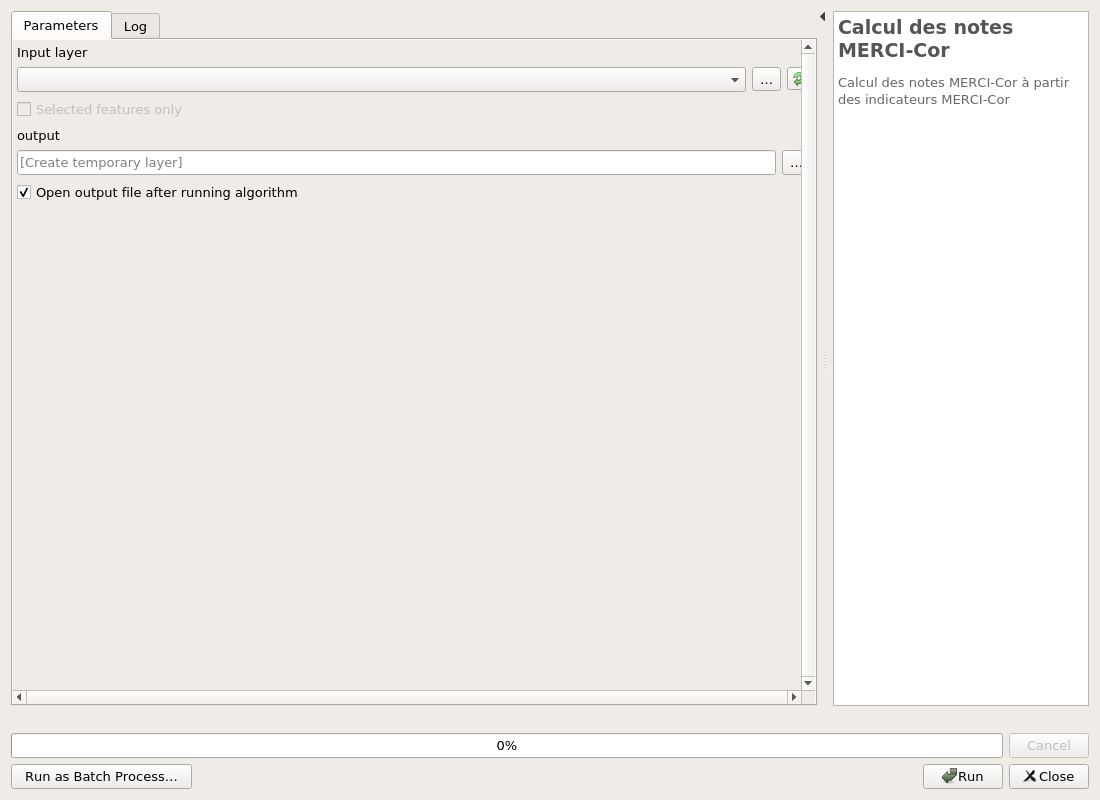 Parameters
Log
Input layer
…
Selected features only
output
[Create temporary layer]
…
Open output file after running algorithm
Calcul des notes
MERCI-Cor
Calcul des notes MERCI-Cor à partir
des indicateurs MERCI-Cor
0%
Cancel
Run as Batch Process…
Run
Close